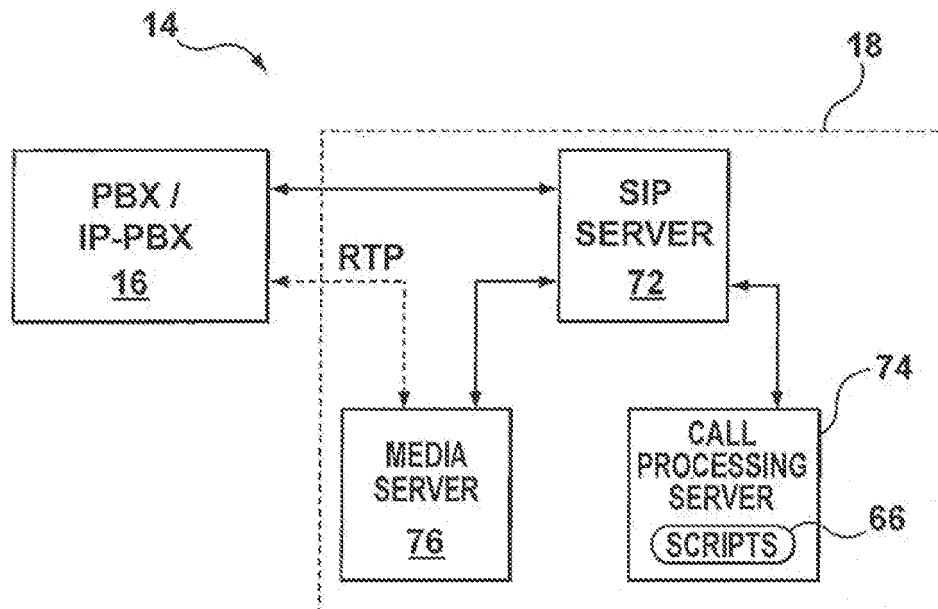 14
18
PBX /
IP-PBX
16
SIP
SERVER
72
RTP
74
MEDIA
SERVER
76
CALL
PROCESSING
SERVER
66
SCRIPTS